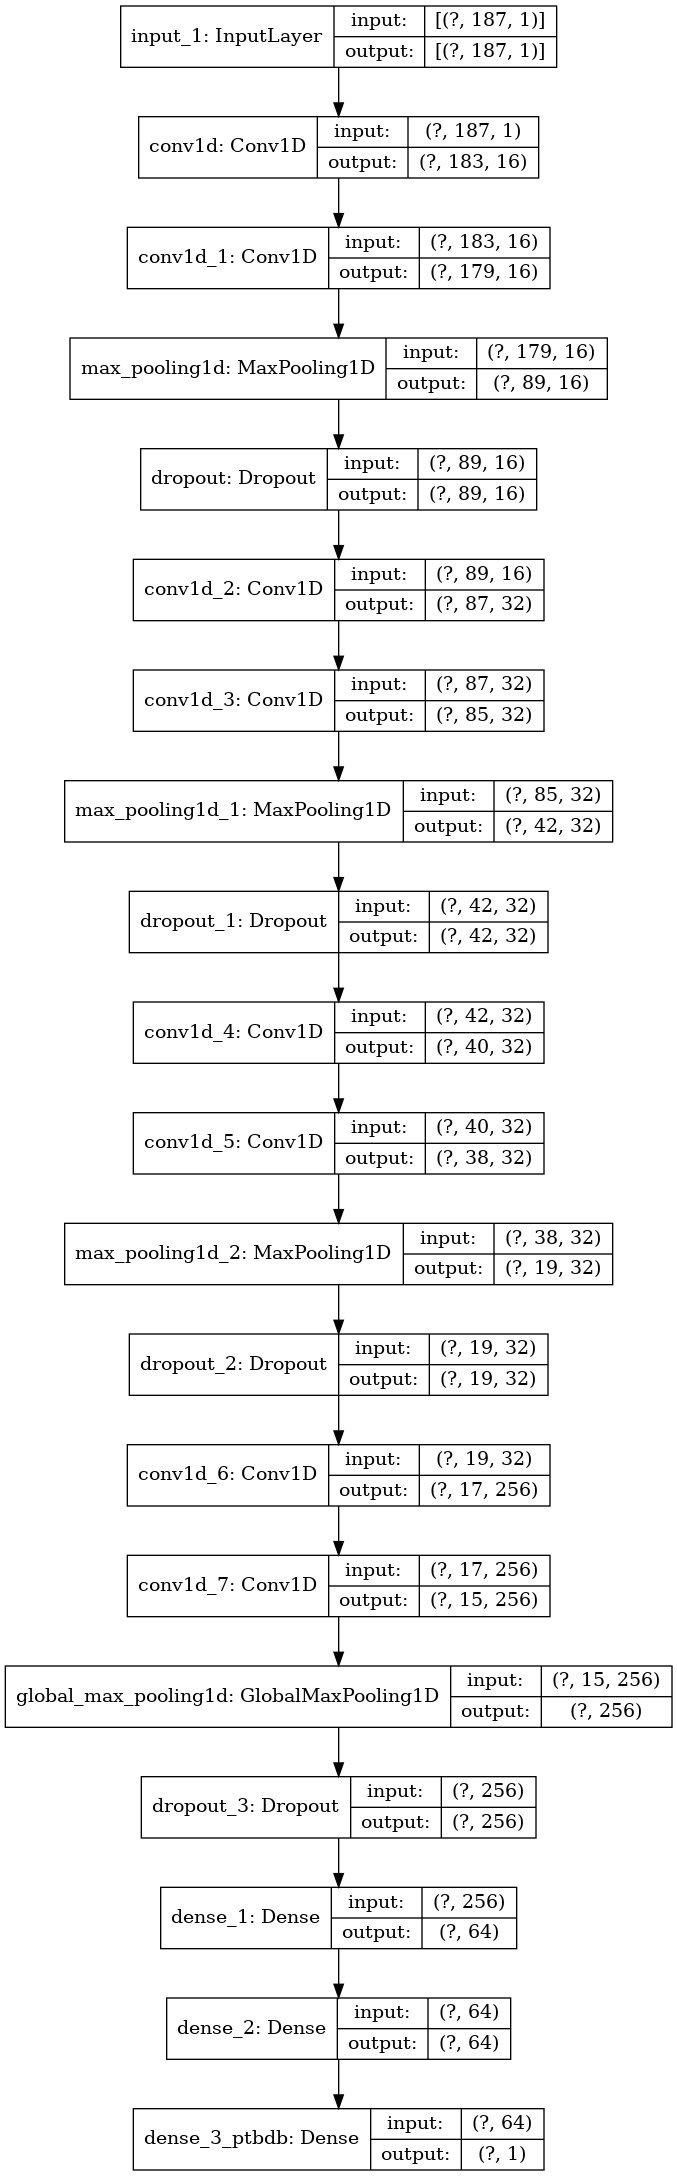 input_1: InputLayer
input: [(?, 187, 1)]
output: [(?, 187, 1)]
conv1d: Conv1D
input: (?, 187, 1)
output: (?, 183, 16)
conv1d_1: Conv1D
input: (?, 183, 16)
output: (?, 179, 16)
max_pooling1d: MaxPooling1D
input: (?, 179, 16)
output: (?, 89, 16)
dropout: Dropout
input: (?, 89, 16)
output: (?, 89, 16)
conv1d_2: Conv1D
input: (?, 89, 16)
output: (?, 87, 32)
conv1d_3: Conv1D
input: (?, 87, 32)
output: (?, 85, 32)
max_pooling1d_1: MaxPooling1D
input: (?, 85, 32)
output: (?, 42, 32)
dropout_1: Dropout
input: (?, 42, 32)
output: (?, 42, 32)
conv1d_4: Conv1D
input: (?, 42, 32)
output: (?, 40, 32)
conv1d_5: Conv1D
input: (?, 40, 32)
output: (?, 38, 32)
max_pooling1d_2: MaxPooling1D
input: (?, 38, 32)
output: (?, 19, 32)
dropout_2: Dropout
input: (?, 19, 32)
output: (?, 19, 32)
conv1d_6: Conv1D
input: (?, 19, 32)
output: (?, 17, 256)
conv1d_7: Conv1D
input: (?, 17, 256)
output: (?, 15, 256)
global_max_pooling1d: GlobalMaxPooling1D
input: (?, 15, 256)
output: (?, 256)
dropout_3: Dropout
input: (?, 256)
output: (?, 256)
dense_1: Dense
input: (?, 256)
output: (?, 64)
dense_2: Dense
input: (?, 64)
output: (?, 64)
dense_3_ptbdb: Dense
input: (?, 64)
output: (?, 1)